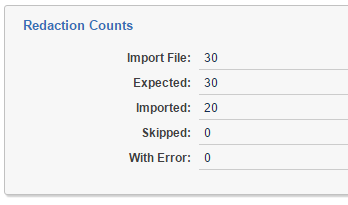 Redaction Counts
Import File: 30
Expected: 30
Imported: 20
Skipped: 0
With Error: 0